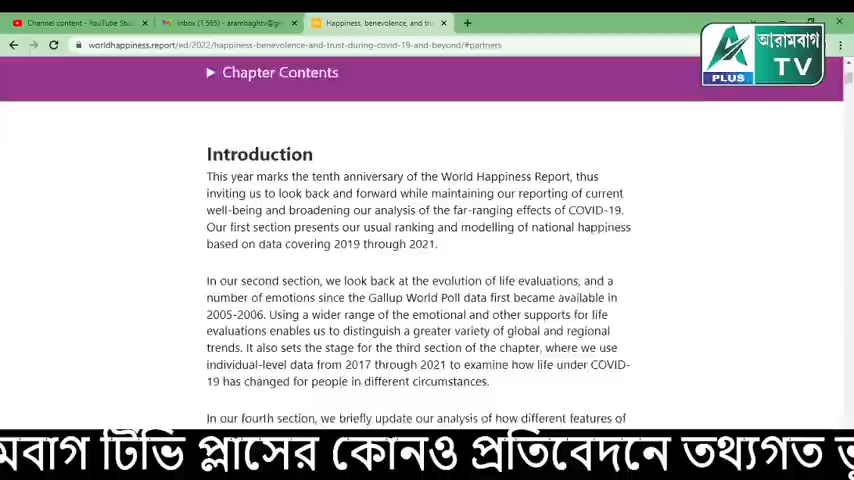 Channel content - YouTube Stu
Inbox (1,565) - arambaghtv@gm
Happiness, benevolence, and tru
worldhappiness.report/ed/2022/happiness-benevolence-and-trust-during-covid-19-and-beyond/#partners
PLUS
আরামবাগ
TV
Chapter Contents
Introduction
This year marks the tenth anniversary of the World Happiness Report, thus
inviting us to look back and forward while maintaining our reporting of current
well-being and broadening our analysis of the far-ranging effects of COVID-19.
Our first section presents our usual ranking and modelling of national happiness
based on data covering 2019 through 2021.
In our second section, we look back at the evolution of life evaluations, and a
number of emotions since the Gallup World Poll data first became available in
2005-2006. Using a wider range of the emotional and other supports for life
evaluations enables us to distinguish a greater variety of global and regional
trends. It also sets the stage for the third section of the chapter, where we use
individual-level data from 2017 through 2021 to examine how life under COVID-
19 has changed for people in different circumstances.
In our fourth section, we briefly update our analysis of how different features of
মবাগ টিভি প্লাসের কোনও প্রতিবেদনে তথ্যগত